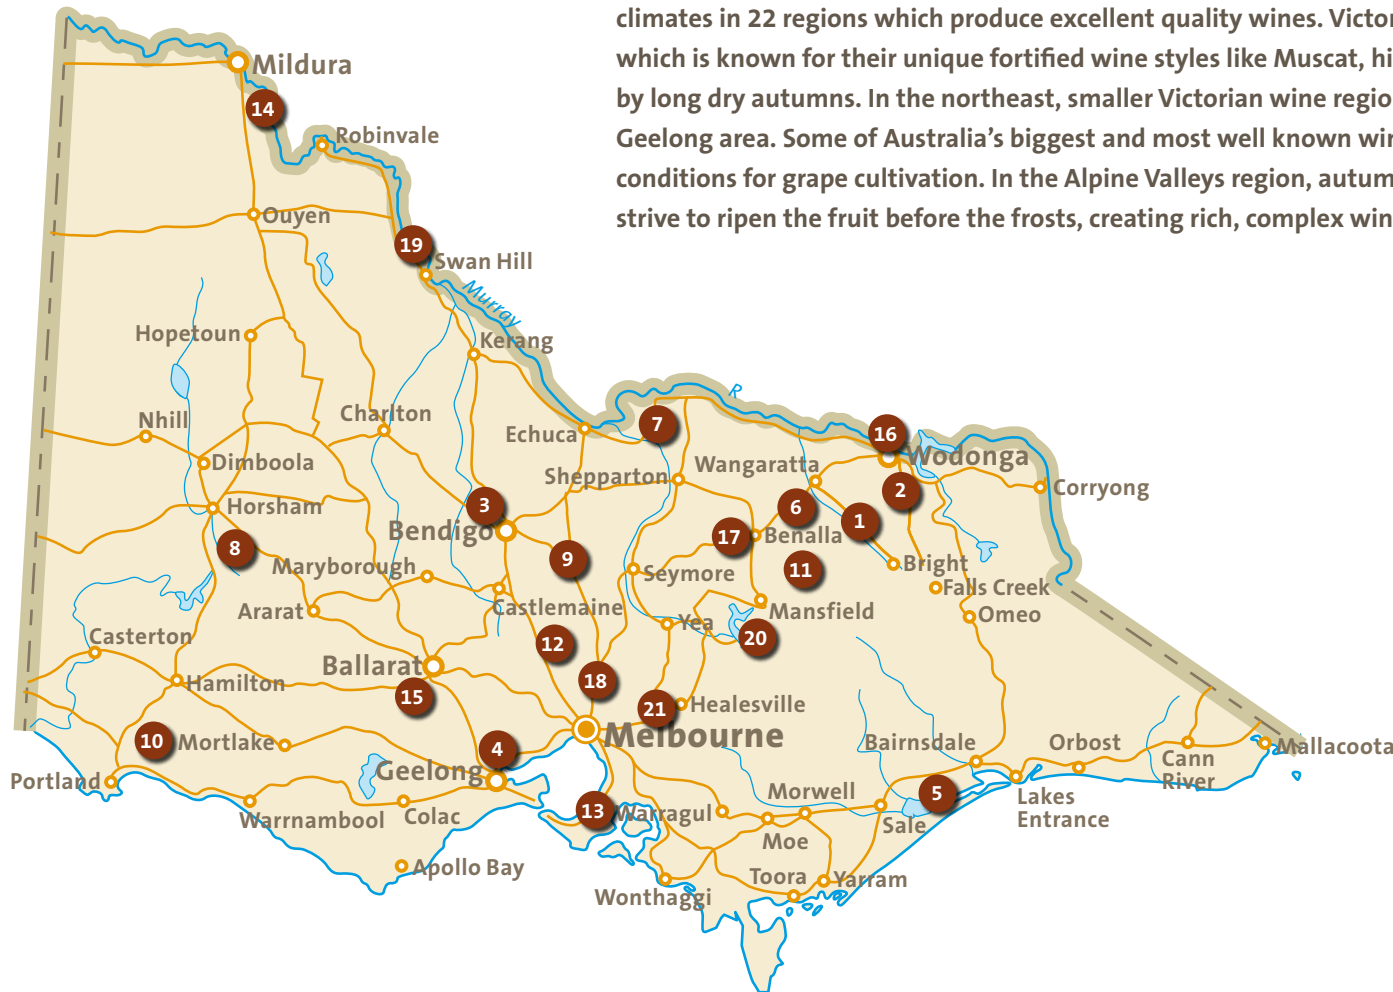 climates in 22 regions which produce excellent quality wines. Victor
which is known for their unique fortified wine styles like Muscat, hi
by long dry autumns. In the northeast, smaller Victorian wine regio
Geelong area. Some of Australia’s biggest and most well known win
conditions for grape cultivation. In the Alpine Valleys region, autum
strive to ripen the fruit before the frosts, creating rich, complex win
Mildura
14
Robinvale
Ouyen
19
Swan Hill
Murray
R
Hopetoun
Kerang
Nhill
Charlton
Echuca
7
16
Wodonga
Dimboola
Shepparton
Wangaratta
Corryong
2
Horsham
3
6
1
Bendigo
17
Benalla
8
9
Maryborough
Seymore
11
Bright
Falls Creek
Ararat
Castlemaine
Mansfield
Omeo
Casterton
12
Yea
20
Ballarat
Hamilton
18
15
21
Healesville
10
Mortlake
4
Melbourne
Bairnsdale
Orbost
Cann
River
Mallacoota
Portland
Geelong
Morwell
5
Lakes
Entrance
Warrnambool
Colac
13
Warragul
Moe
Sale
Apollo Bay
Wonthaggi
Toora
Yarram